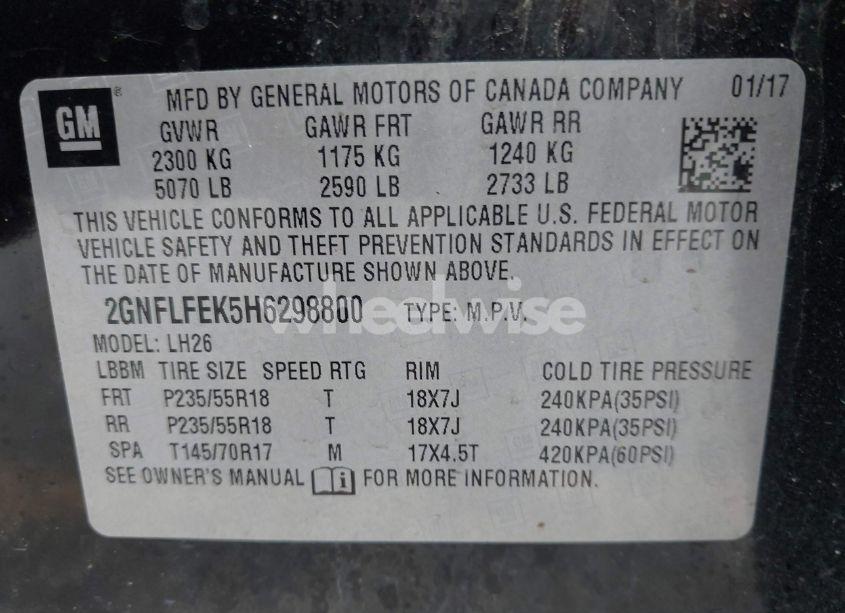 GM
MFD BY GENERAL MOTORS OF CANADA COMPANY 01/17
GVWR GAWR FRT GAWR RR
2300 KG 1175 KG 1240 KG
5070 LB 2590 LB 2733 LB
THIS VEHICLE CONFORMS TO ALL APPLICABLE U.S. FEDERAL MOTOR
VEHICLE SAFETY AND THEFT PREVENTION STANDARDS IN EFFECT ON
THE DATE OF MANUFACTURE SHOWN ABOVE.
2GNFLFEK5H6298800 TYPE: M.P.V.
wheelwise
MODEL: LH26
LBBM TIRE SIZE SPEED RTG RIM COLD TIRE PRESSURE
FRT P235/55R18 T 18X7J 240KPA(35PSI)
RR P235/55R18 T 18X7J 240KPA(35PSI)
SPA T145/70R17 M 17X4.5T 420KPA(60PSI)
SEE OWNER'S MANUAL i FOR MORE INFORMATION.